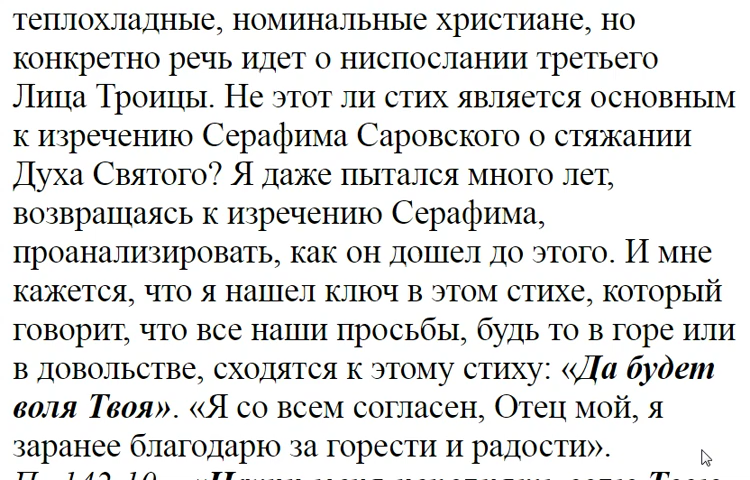 теплохладные, номинальные христиане, но
конкретно речь идет о ниспослании третьего
Лица Троицы. Не этот ли стих является основным
к изречению Серафима Саровского о стяжании
Духа Святого? Я даже пытался много лет,
возвращаясь к изречению Серафима,
проанализировать, как он дошел до этого. И мне
кажется, что я нашел ключ в этом стихе, который
говорит, что все наши просьбы, будь то в горе или
в довольстве, сходятся к этому стиху: «Да будет
воля Твоя». «Я со всем согласен, Отец мой, я
заранее благодарю за горести и радости».